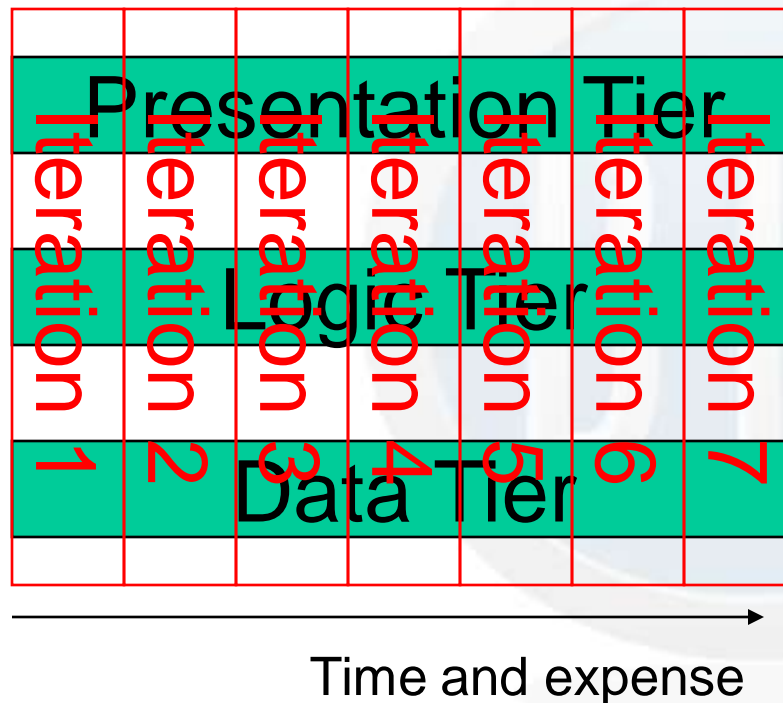 Presentation Tier
Logic Tier
Data Tier
Iteration 1
Iteration 2
Iteration 3
Iteration 4
Iteration 5
Iteration 6
Iteration 7
Time and expense